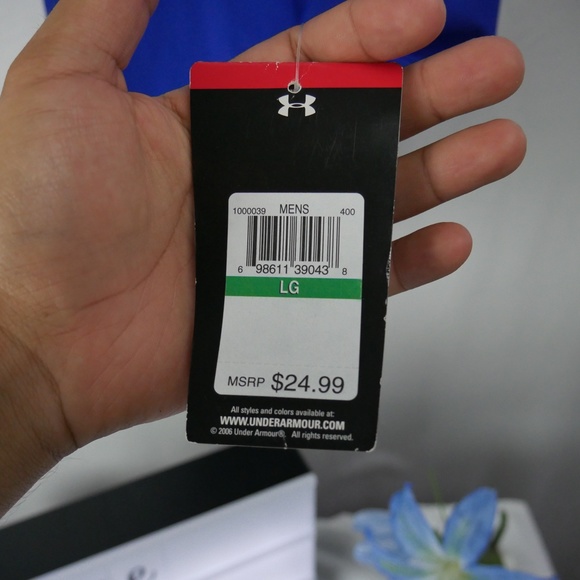 1000039 MENS 400
6 98611 39043 8
LG
MSRP $24.99
All styles and colors available at:
WWW.UNDERARMOUR.COM
© 2006 Under Armour®. All rights reserved.
e